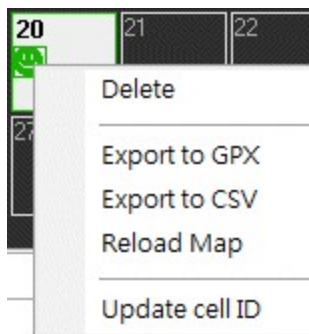 20 21 22
Delete
27
Export to GPX
Export to CSV
Reload Map
Update cell ID